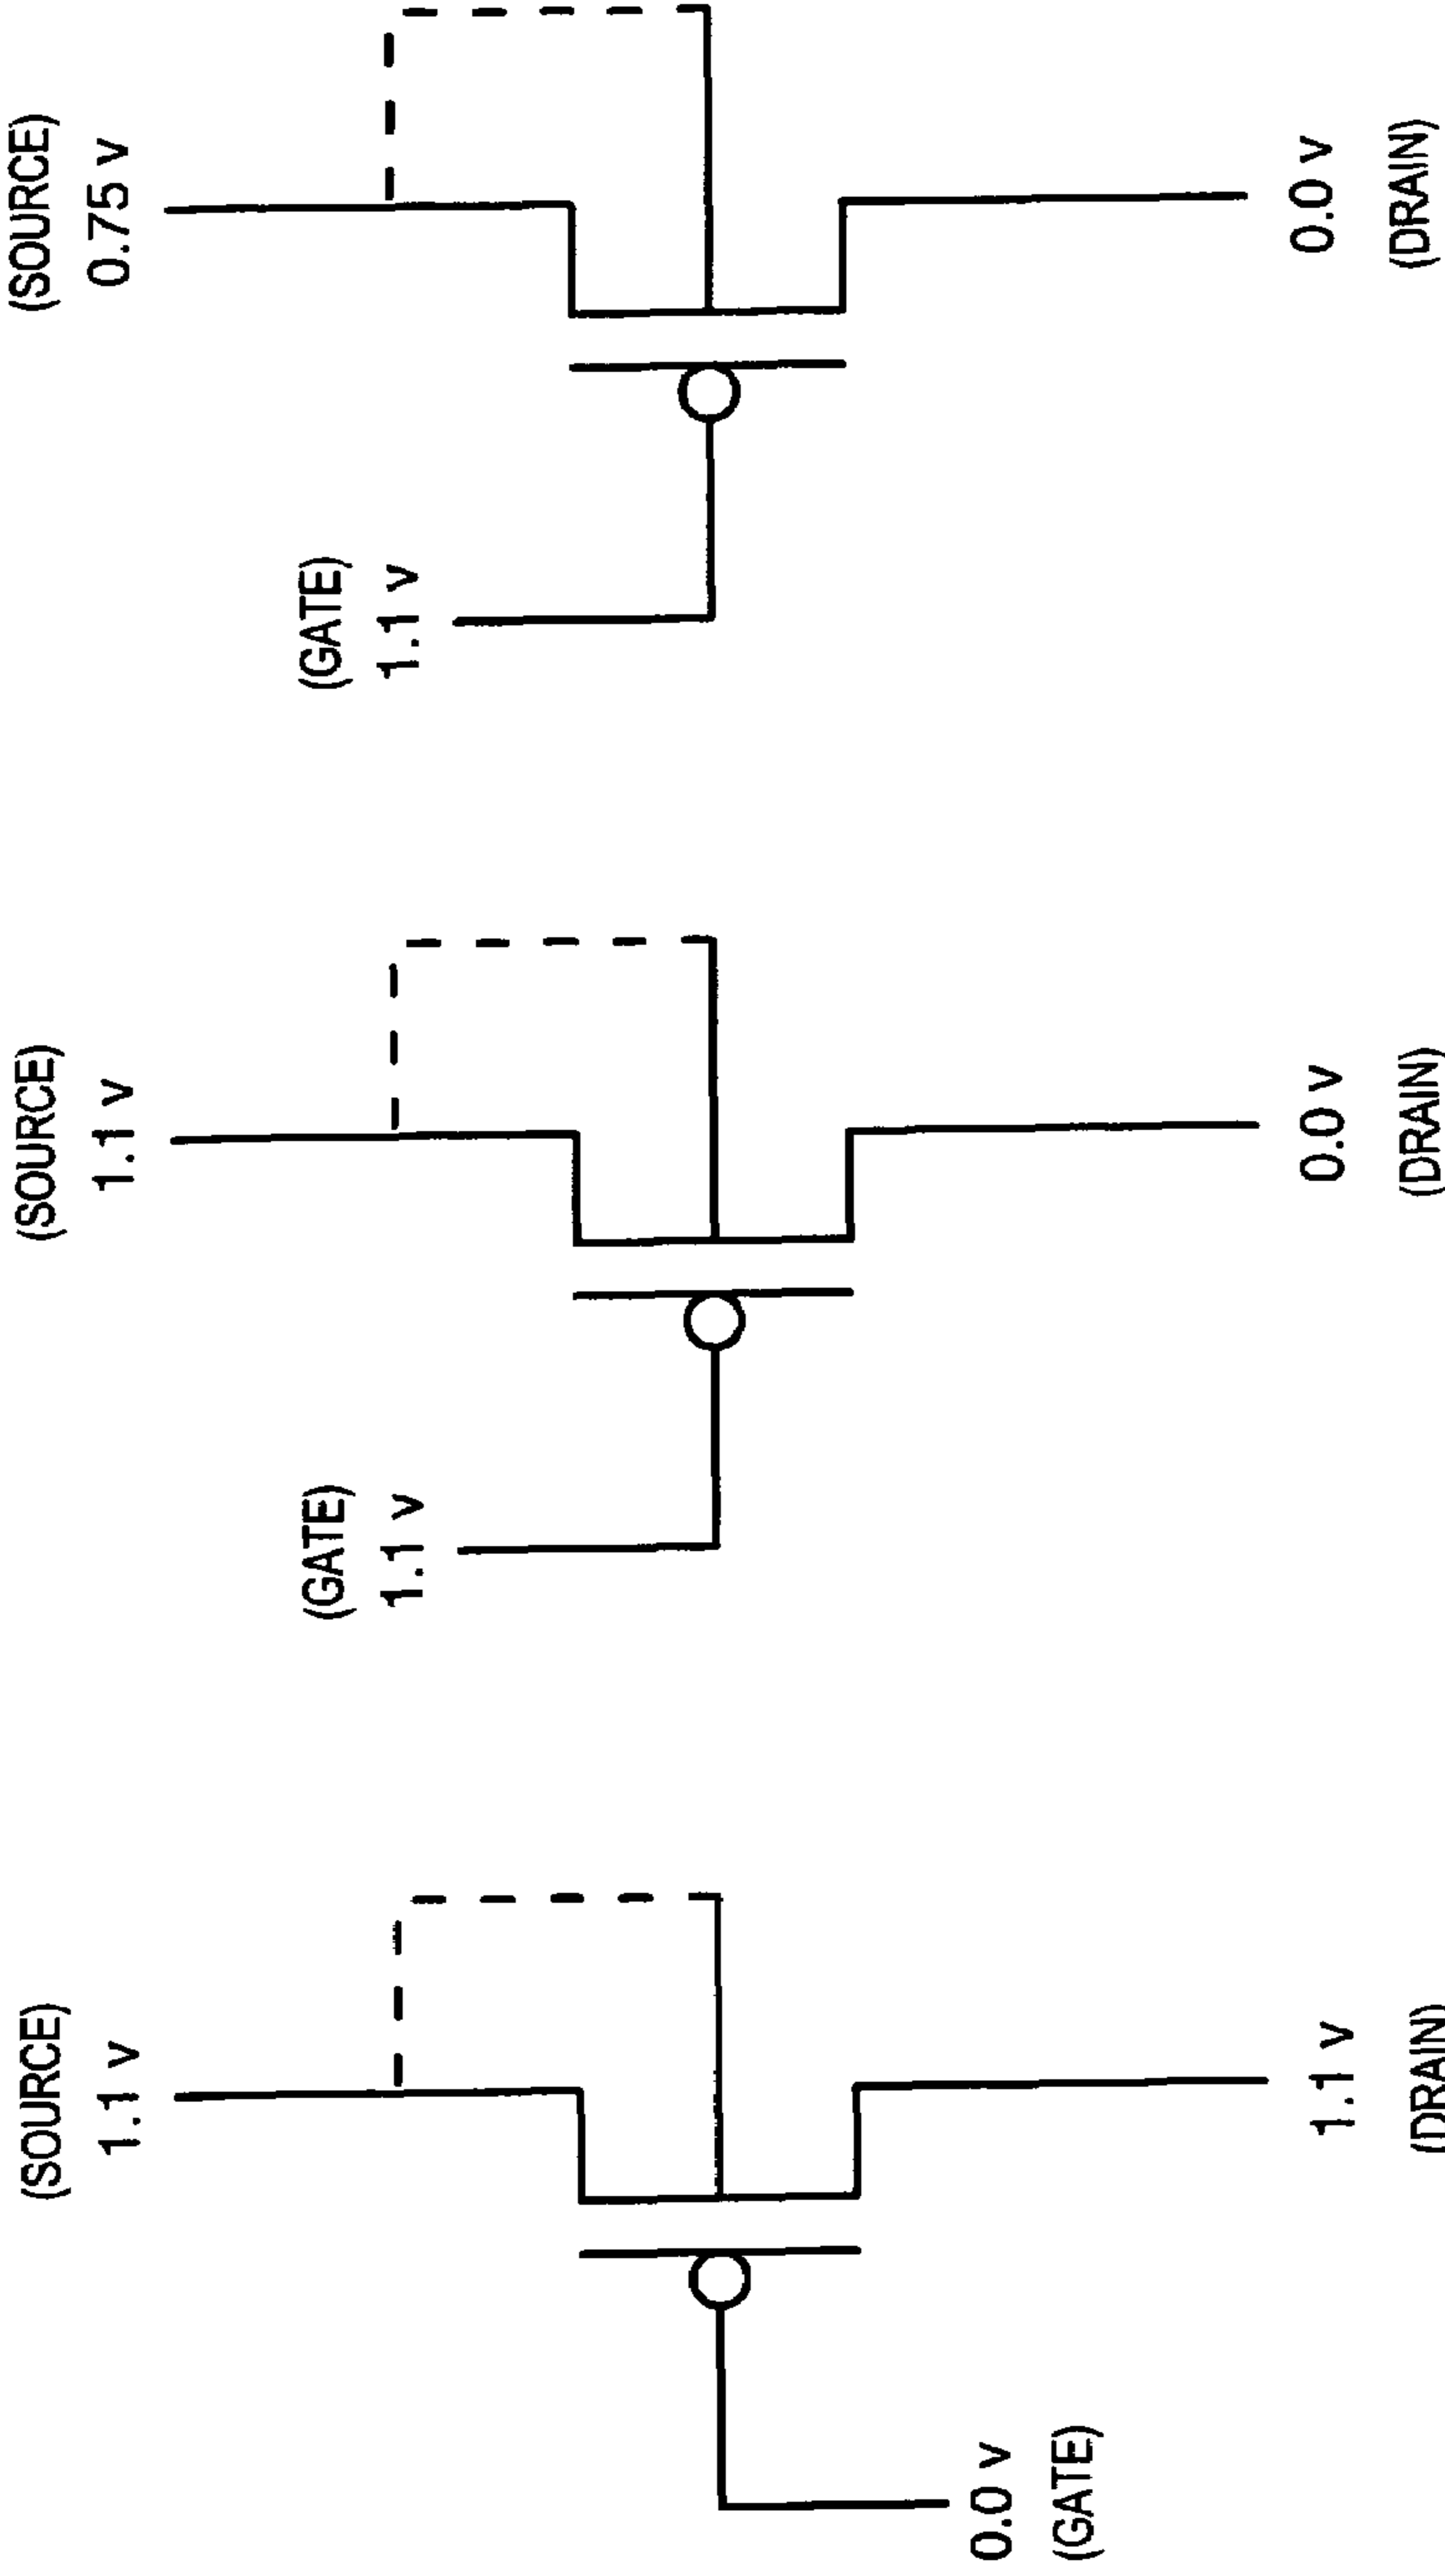 (SOURCE)
1.1 v
0.0 v
(GATE)
1.1 v
(DRAIN)
(SOURCE)
1.1 v
(GATE)
1.1 v
0.0 v
(DRAIN)
(SOURCE)
0.75 v
(GATE)
1.1 v
0.0 v
(DRAIN)